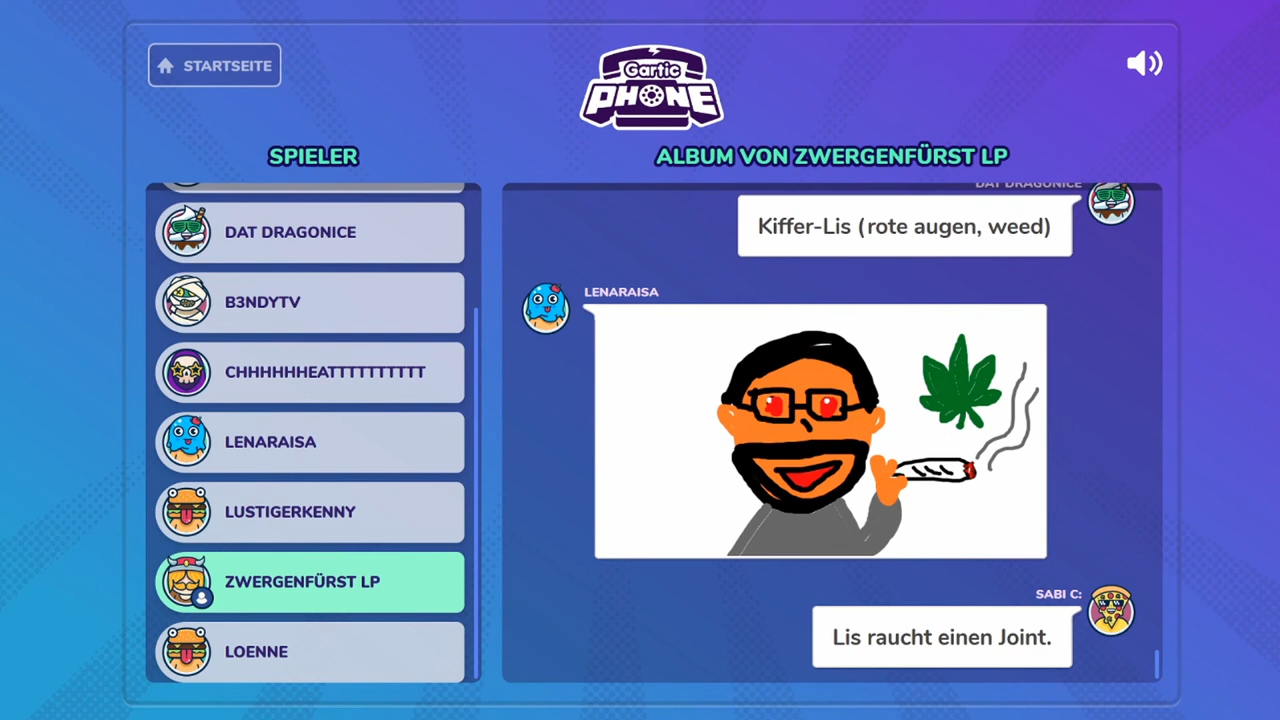 STARTSEITE
Gartic
PHONE
SPIELER
ALBUM VON ZWERGENFÜRST LP
DAT DRAGONICE
B3NDYTV
CHHHHHHEATTTTTTTTTT
LENARAISA
LUSTIGERKENNY
ZWERGENFÜRST LP
LOENNE
DAT DRAGONICE
Kiffer-Lis (rote augen, weed)
LENARAISA
SABI C:
Lis raucht einen Joint.